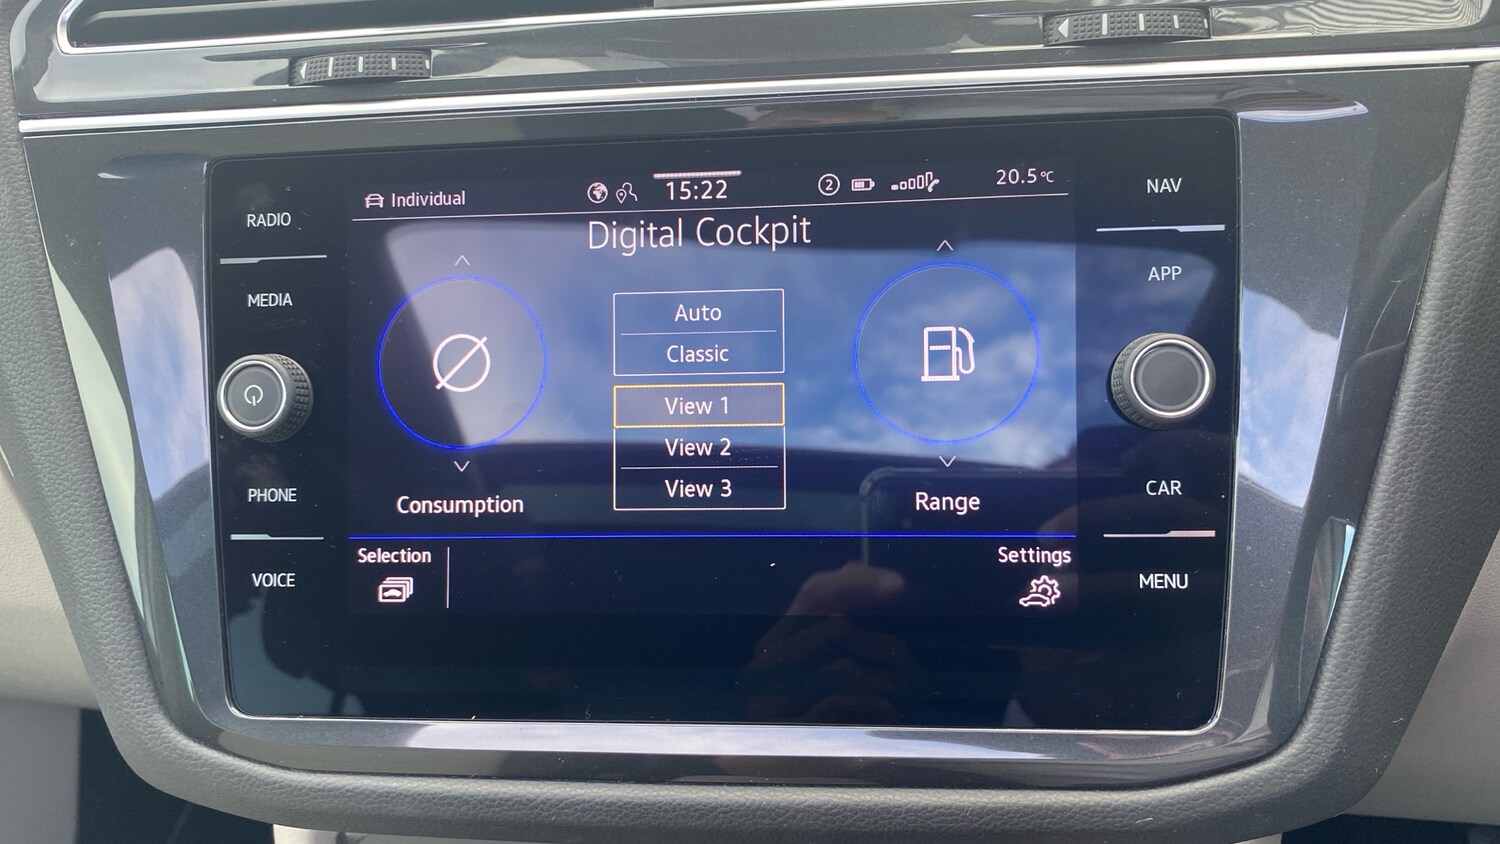 Individual
15:22
2
20.5°C
Digital Cockpit
RADIO
MEDIA
PHONE
VOICE
Auto
Classic
View 1
View 2
View 3
Consumption
Range
Selection
Settings
NAV
APP
CAR
MENU